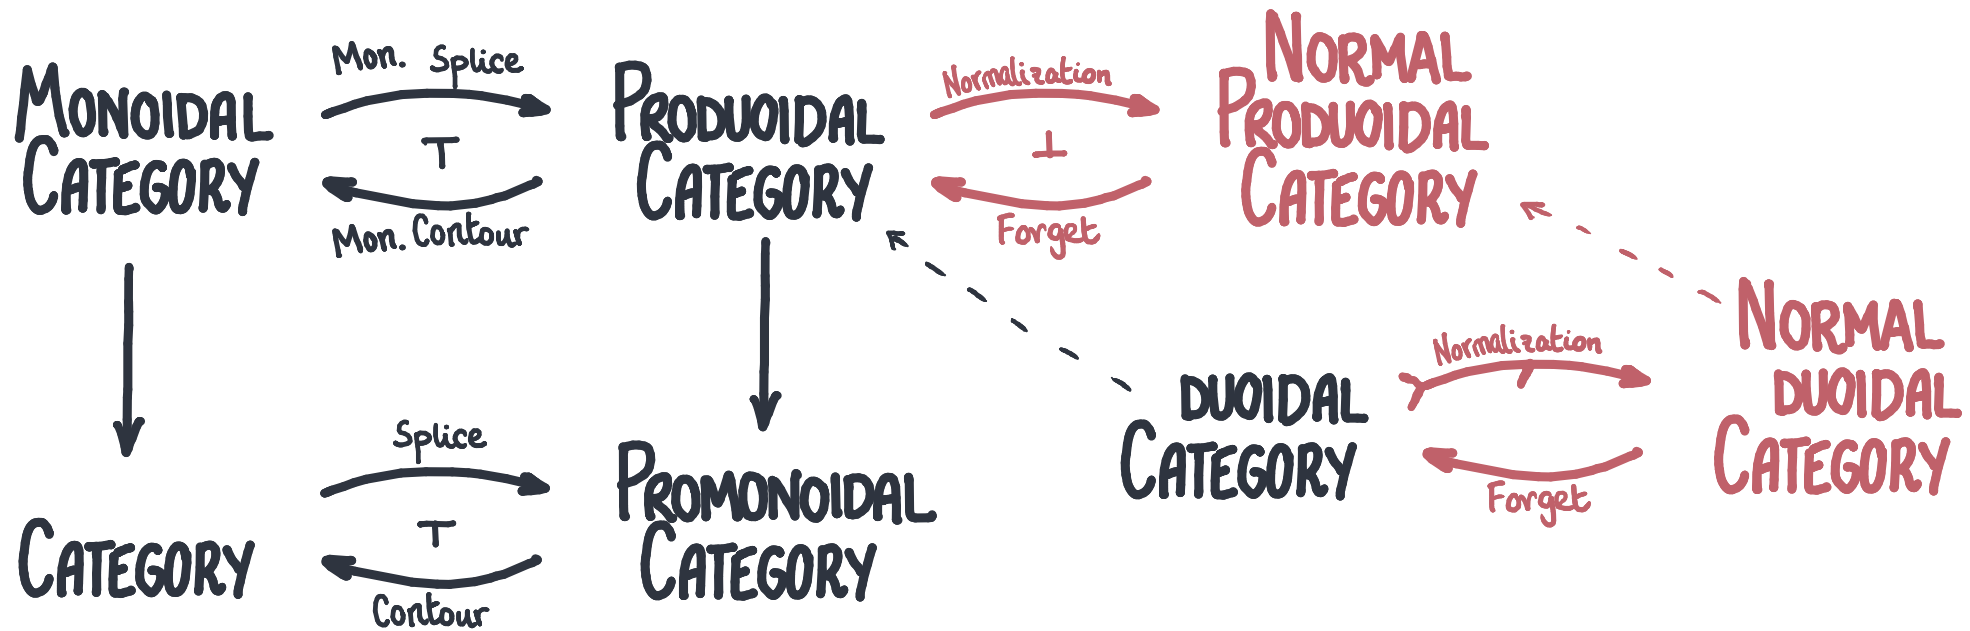 MONOIDAL
CATEGORY
Mon. Splice
⊤
Mon. Contour
PRODUOIDAL
CATEGORY
Normalization
⊥
Forget
NORMAL
PRODUOIDAL
CATEGORY
CATEGORY
Splice
⊤
Contour
PROMONOIDAL
CATEGORY
DUOIDAL
CATEGORY
Normalization
Forget
NORMAL
DUOIDAL
CATEGORY